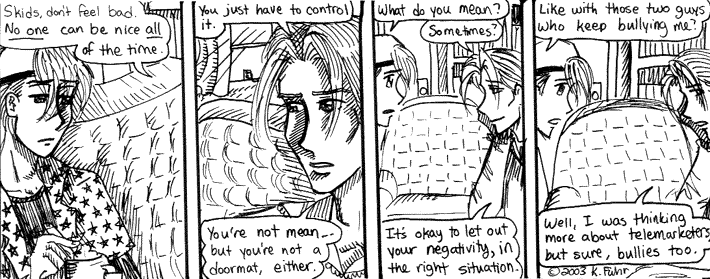 Skids, don't feel bad.
No one can be nice all
of the time.
You just have to control
it.
You're not mean...
but you're not a
doormat, either.
What do you mean?
Sometimes?
It's okay to let out
your negativity, in
the right situation.
Like with those two guys
who keep bullying me?
Well, I was thinking
more about telemarketers,
but sure, bullies too.
©2003 K. Fahr